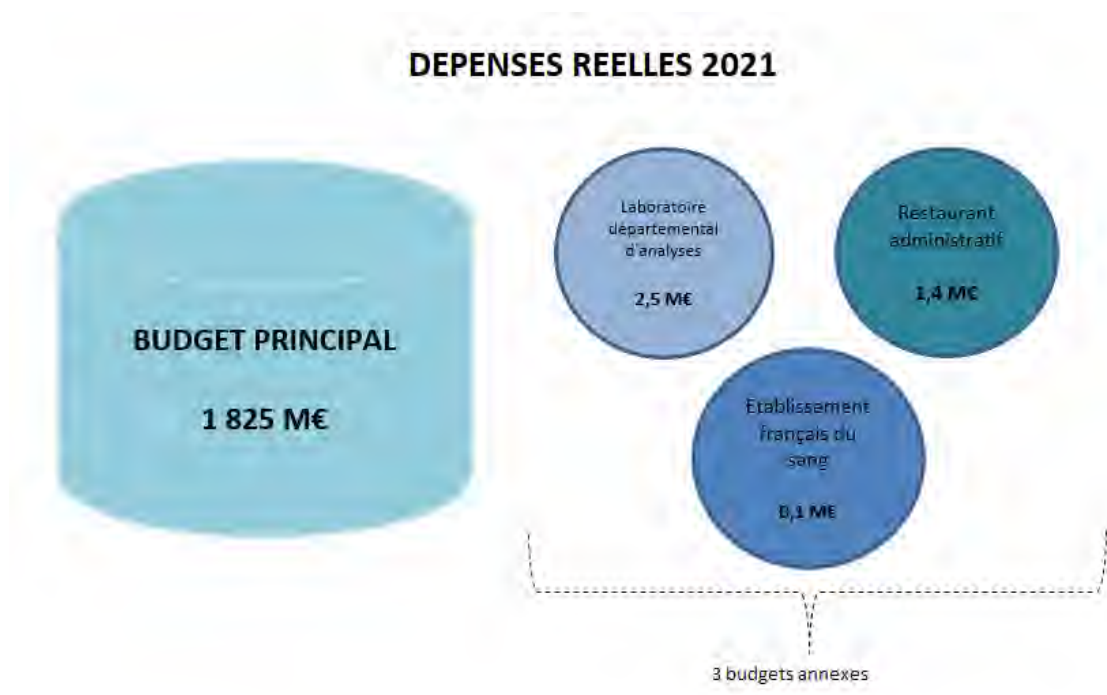 DEPENSES REELLES 2021
BUDGET PRINCIPAL
1 825 M€
Laboratoire
départemental
d'analyses
2,5 M€
Restaurant
administratif
1,4 M€
Etablissement
français du
sang
0,1 M€
3 budgets annexes